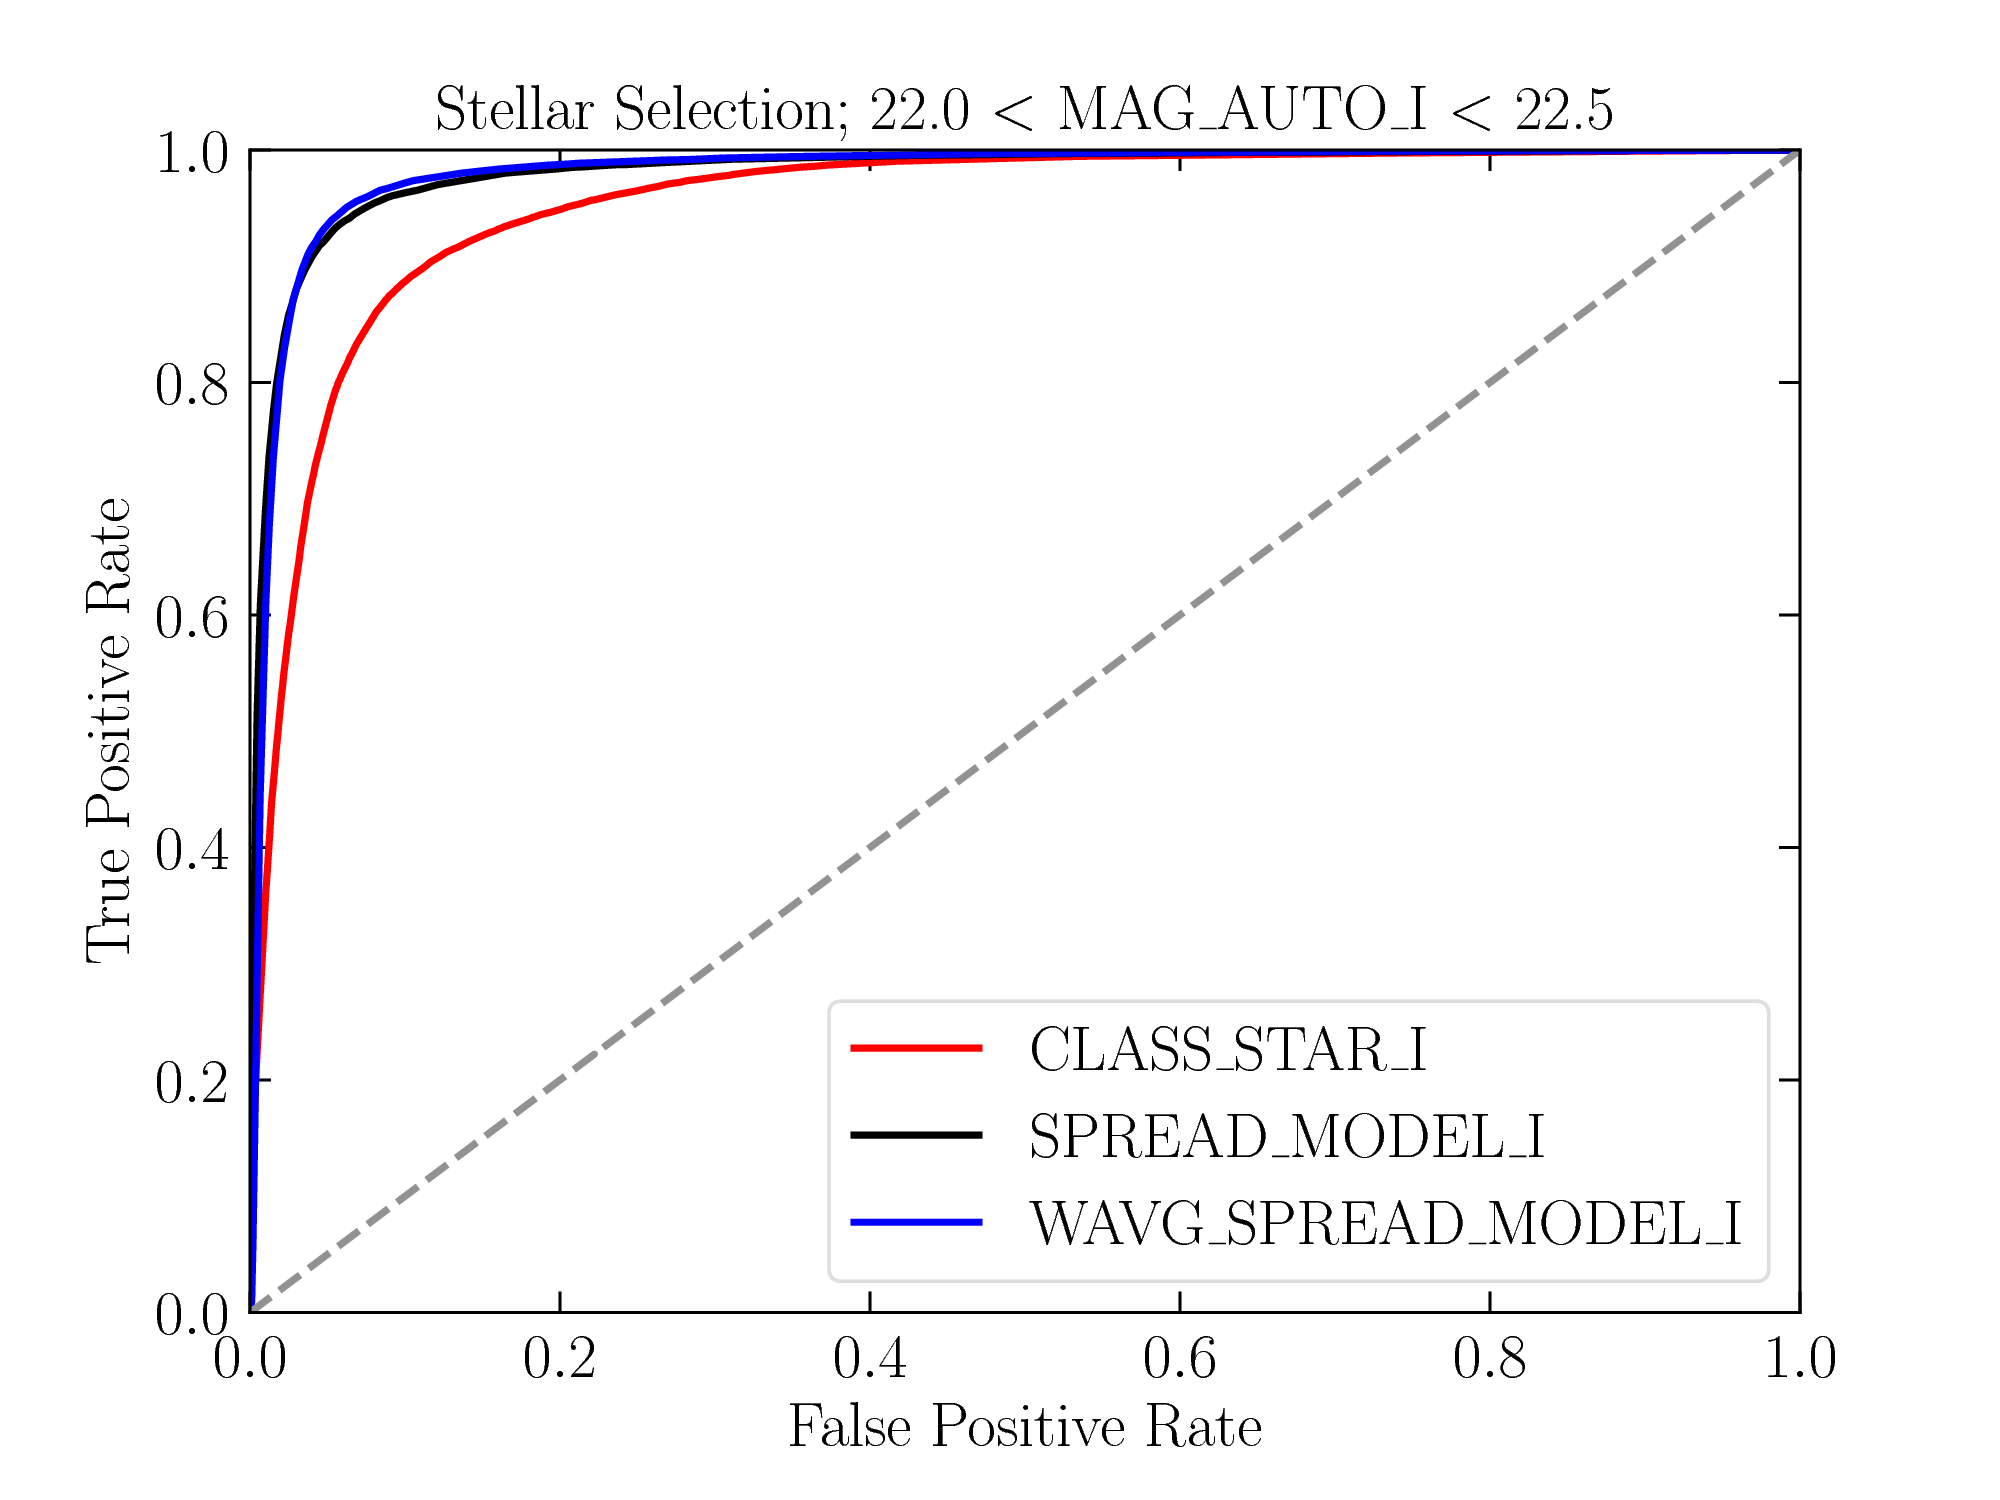 Stellar Selection; 22.0 < MAG_AUTO_I < 22.5
True Positive Rate
1.0
0.8
0.6
0.4
0.2
0.0
0.0 0.2 0.4 0.6 0.8 1.0
False Positive Rate
CLASS_STAR_I
SPREAD_MODEL_I
WAVG_SPREAD_MODEL_I